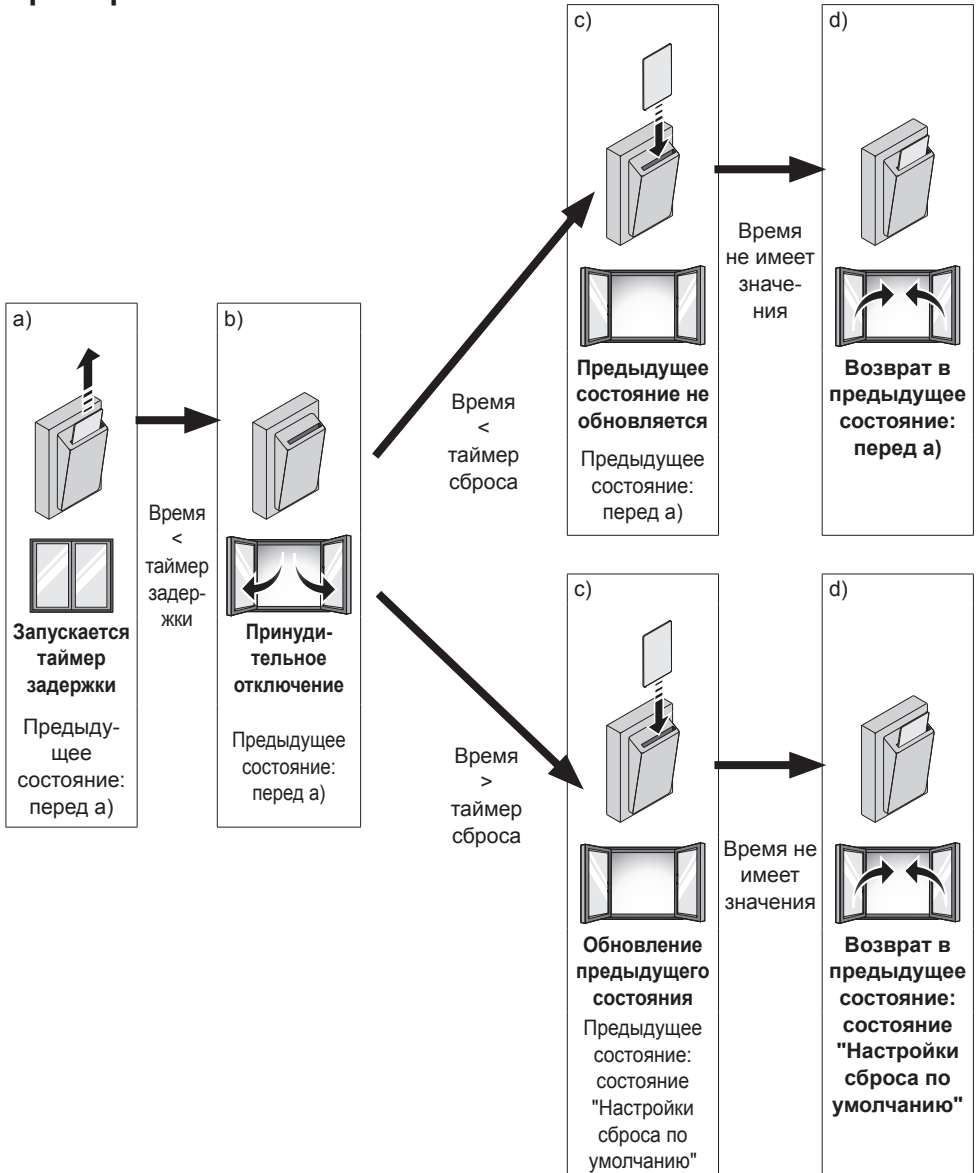 a)
Запускается
таймер
задержки
Предыду-
щее
состояние:
перед a)
Время
<
таймер
задер-
жки
b)
Принуди-
тельное
отключение
Предыдущее
состояние:
перед a)
Время
<
таймер
сброса
c)
Предыдущее
состояние не
обновляется
Предыдущее
состояние:
перед a)
Время
не имеет
значе-
ния
d)
Возврат в
предыдущее
состояние:
перед a)
Время
>
таймер
сброса
c)
Обновление
предыдущего
состояния
Предыдущее
состояние:
состояние
"Настройки
сброса по
умолчанию"
Время не
имеет
значения
d)
Возврат в
предыдущее
состояние:
состояние
"Настройки
сброса по
умолчанию"